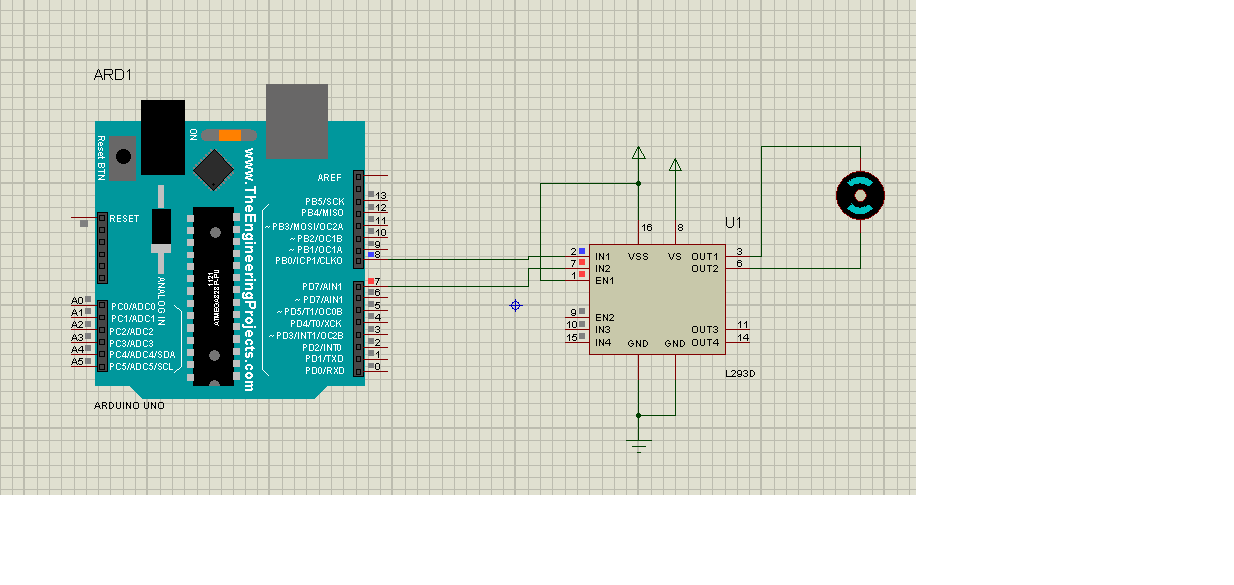 ARD1
ON
Reset BTN
www.TheEngineeringProjects.com
RESET
AREF
PB5/SCK
PB4/MISO
~PB3/MOSI/OC2A
~ PB2/OC1B
~ PB1/OC1A
PB0/ICP1/CLKO
13
12
11
10
9
8
PD7/AIN1
~ PD7/AIN1
~ PD5/T1/OC0B
PD4/T0/XCK
~ PD3/INT1/OC2B
PD2/INT0
PD1/TXD
PD0/RXD
7
6
5
4
3
2
1
0
ANALOG IN
1121
A0
A1
A2
A3
A4
A5
PC0/ADC0
PC1/ADC1
PC2/ADC2
PC3/ADC3
PC4/ADC4/SDA
PC5/ADC5/SCL
ARDUINO UNO
U1
16
8
2
7
1
IN1
IN2
EN1
VSS
VS
OUT1
OUT2
3
6
9
10
15
EN2
IN3
IN4
GND
GND
OUT3
OUT4
11
14
L293D